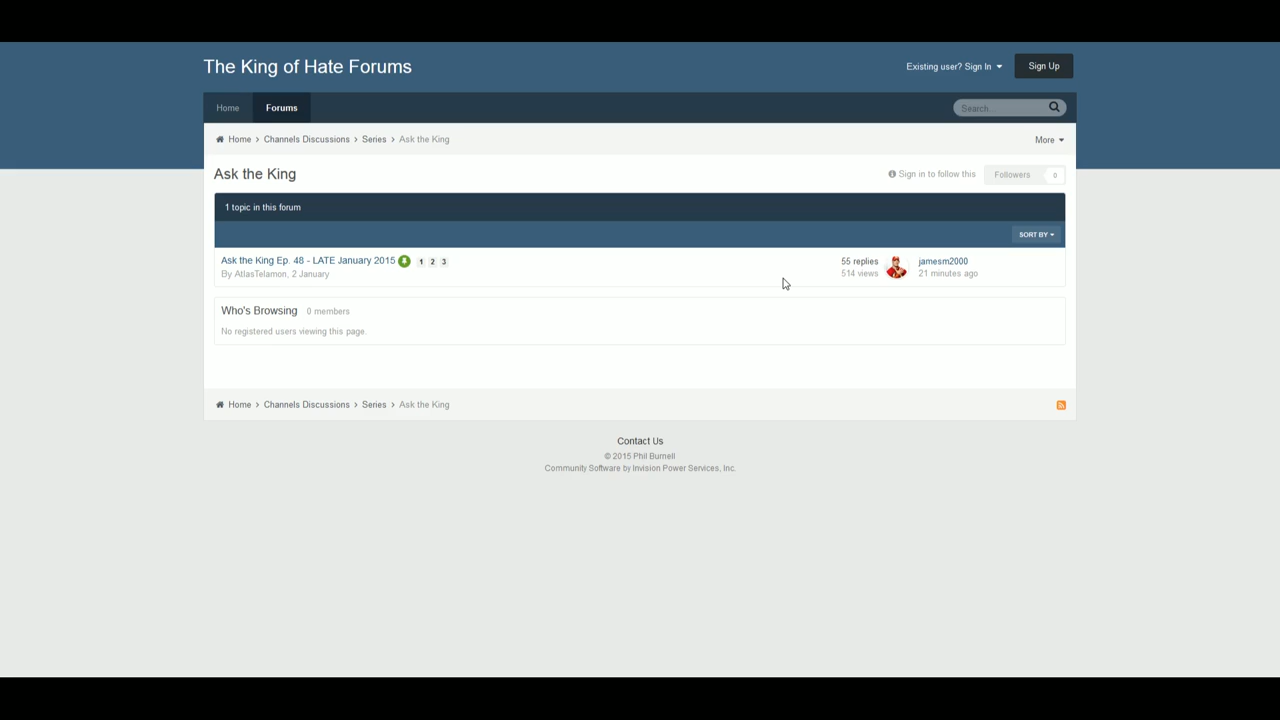 The King of Hate Forums
Existing user? Sign In
Sign Up
Home
Forums
Search...
Home > Channels Discussions > Series > Ask the King
More
Ask the King
Sign in to follow this
Followers 0
1 topic in this forum
SORT BY
Ask the King Ep. 48 - LATE January 2015 1 2 3
By AtlasTelamon, 2 January
55 replies
514 views
jamesm2000
21 minutes ago
Who's Browsing 0 members
No registered users viewing this page.
Home > Channels Discussions > Series > Ask the King
Contact Us
© 2015 Phil Burnell
Community Software by Invision Power Services, Inc.